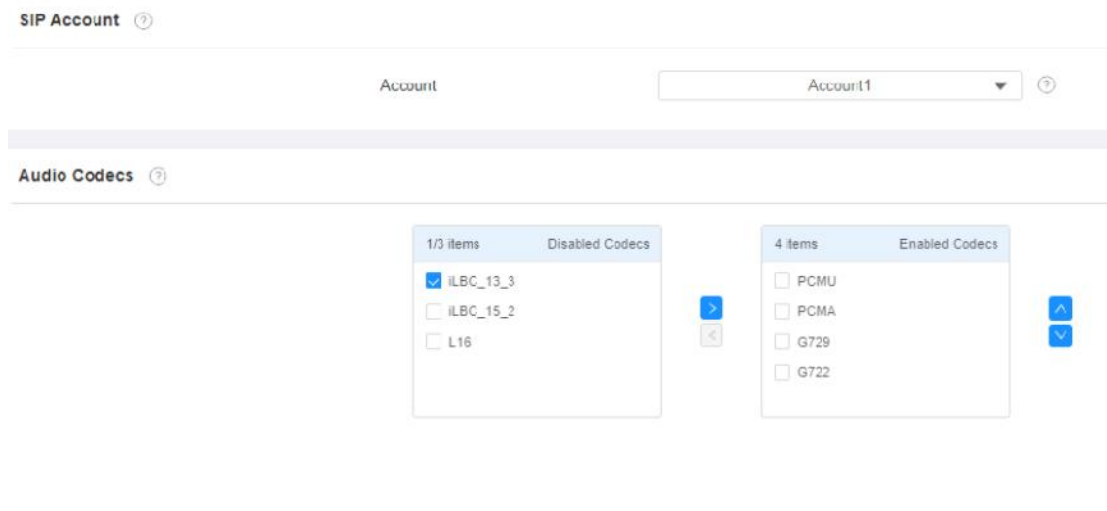 SIP Account ?
Account Account1 ?
Audio Codecs ?
1/3 items Disabled Codecs
iLBC_13_3
iLBC_15_2
L16
4 items Enabled Codecs
PCMU
PCMA
G729
G722